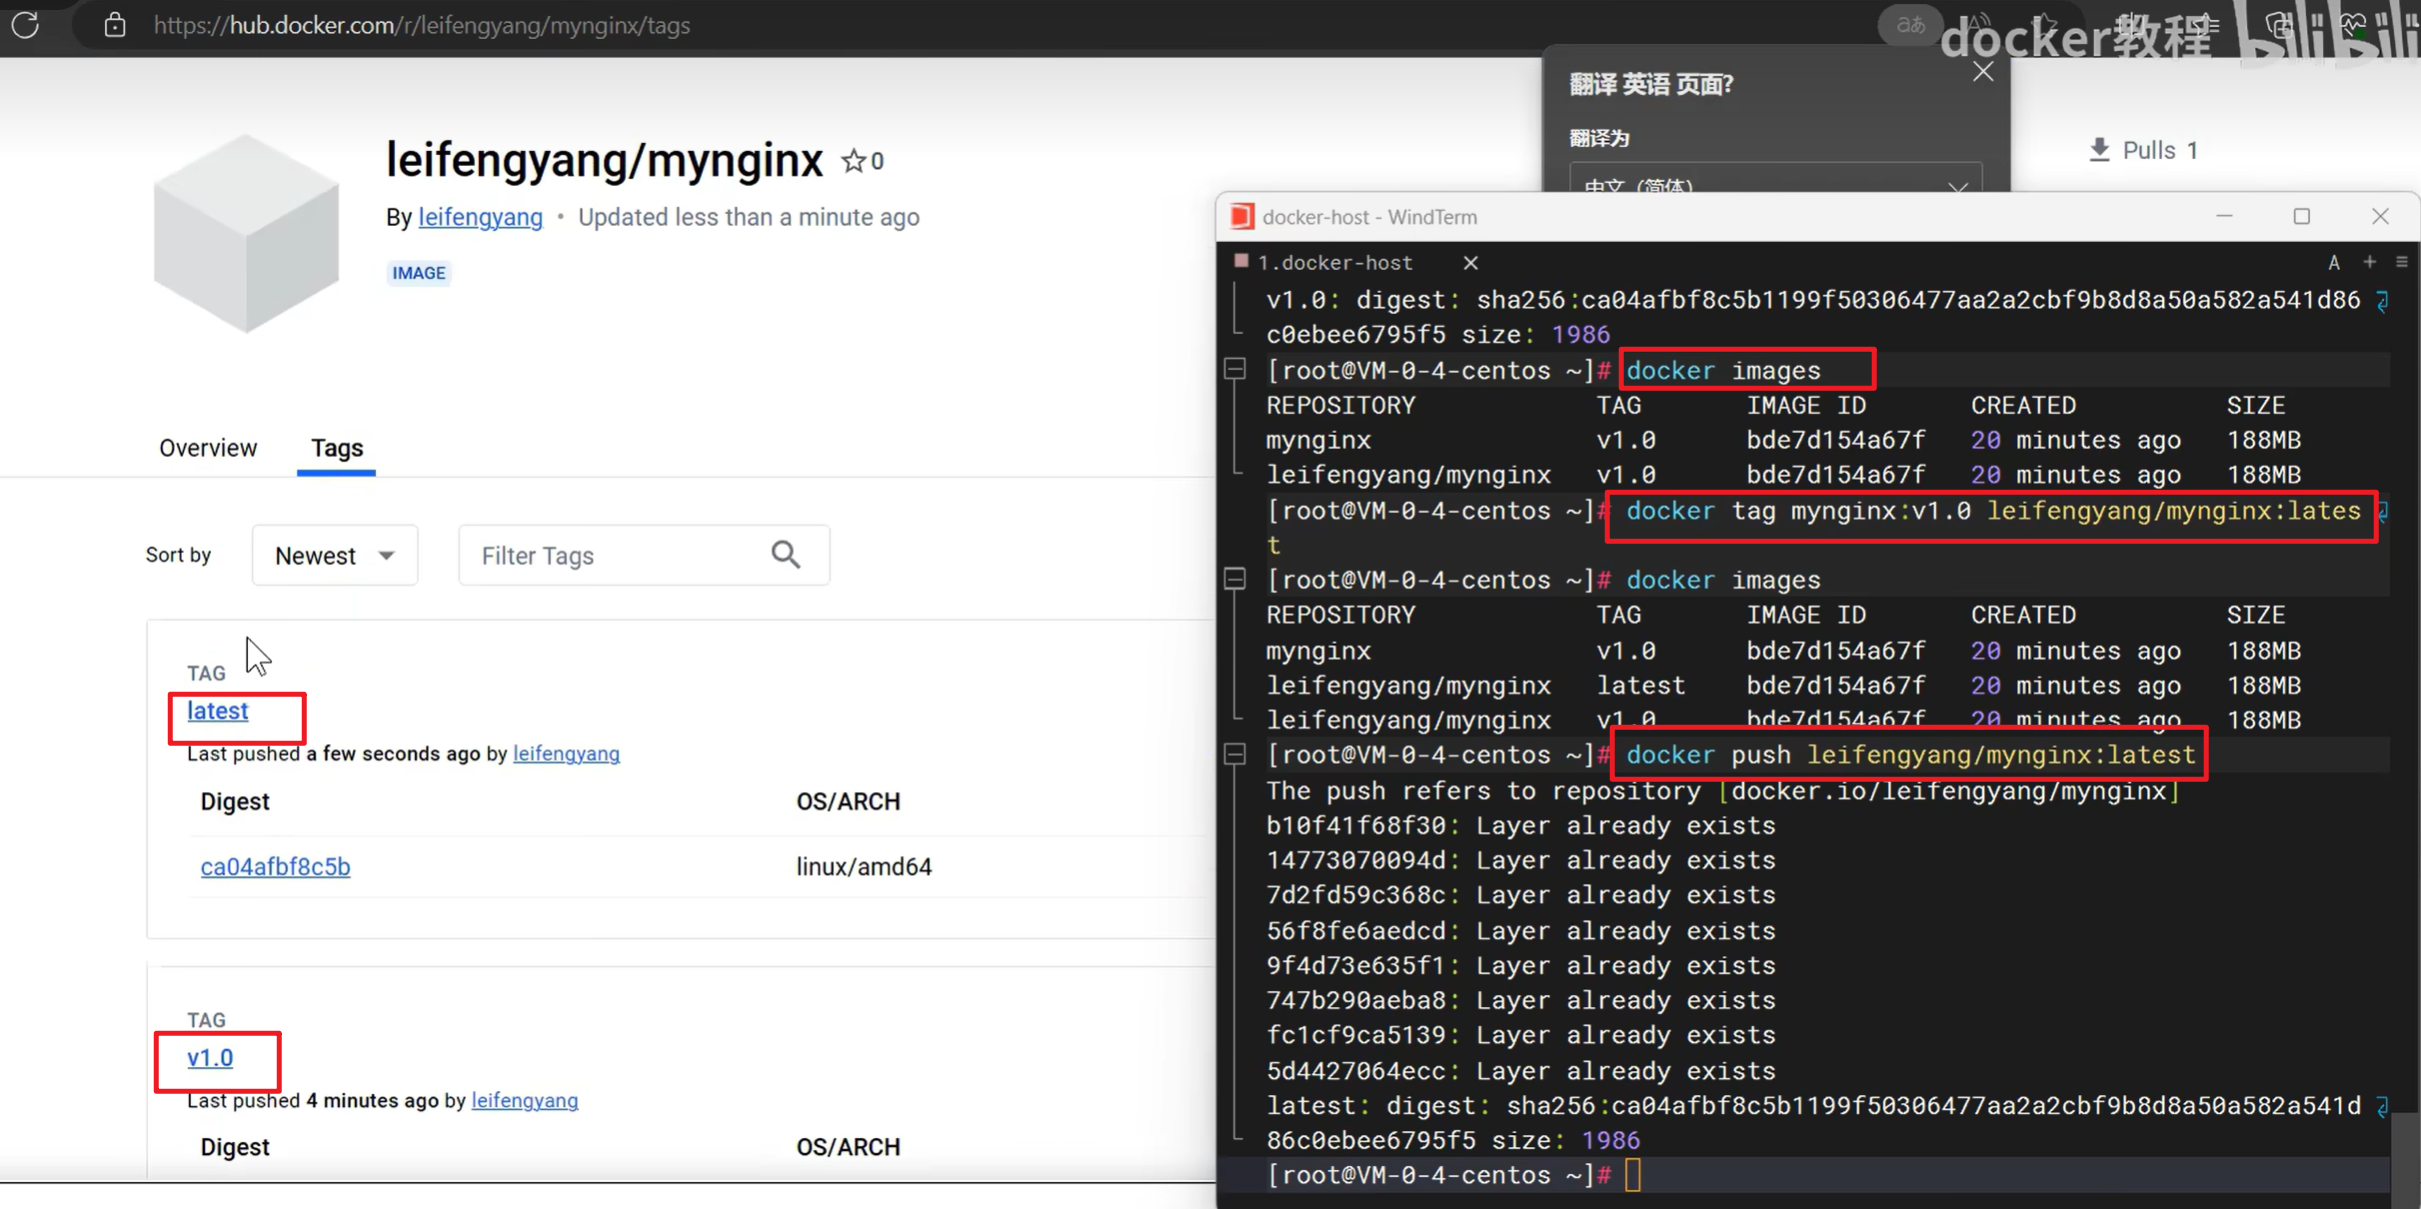 https://hub.docker.com/r/leifengyang/mynginx/tags
docker教程 bilibili
翻译 英语 页面?
翻译为
中文 (简体)
leifengyang/mynginx ☆0
By leifengyang • Updated less than a minute ago
IMAGE
Pulls 1
Overview Tags
Sort by Newest Filter Tags
TAG
latest
Last pushed a few seconds ago by leifengyang
Digest OS/ARCH
ca04afbf8c5b linux/amd64
TAG
v1.0
Last pushed 4 minutes ago by leifengyang
Digest OS/ARCH
docker-host - WindTerm
1.docker-host
v1.0: digest: sha256:ca04afbf8c5b1199f50306477aa2a2cbf9b8d8a50a582a541d86
c0ebee6795f5 size: 1986
[root@VM-0-4-centos ~]# docker images
REPOSITORY TAG IMAGE ID CREATED SIZE
mynginx v1.0 bde7d154a67f 20 minutes ago 188MB
leifengyang/mynginx v1.0 bde7d154a67f 20 minutes ago 188MB
[root@VM-0-4-centos ~]# docker tag mynginx:v1.0 leifengyang/mynginx:lates
t
[root@VM-0-4-centos ~]# docker images
REPOSITORY TAG IMAGE ID CREATED SIZE
mynginx v1.0 bde7d154a67f 20 minutes ago 188MB
leifengyang/mynginx latest bde7d154a67f 20 minutes ago 188MB
leifengyang/mynginx v1.0 bde7d154a67f 20 minutes ago 188MB
[root@VM-0-4-centos ~]# docker push leifengyang/mynginx:latest
The push refers to repository [docker.io/leifengyang/mynginx]
b10f41f68f30: Layer already exists
14773070094d: Layer already exists
7d2fd59c368c: Layer already exists
56f8fe6aedcd: Layer already exists
9f4d73e635f1: Layer already exists
747b290aeba8: Layer already exists
fc1cf9ca5139: Layer already exists
5d4427064ecc: Layer already exists
latest: digest: sha256:ca04afbf8c5b1199f50306477aa2a2cbf9b8d8a50a582a541d
86c0ebee6795f5 size: 1986
[root@VM-0-4-centos ~]#